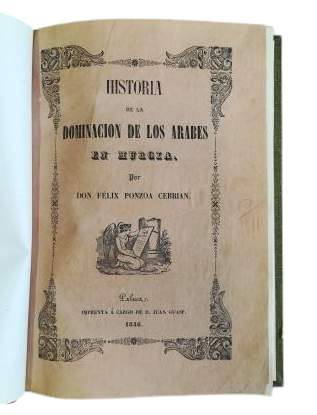 HISTORIA
DE LA
DOMINACION DE LOS ARABES
EN MURCIA,
Por
DON FÉLIX PONZOA CEBRIAN.
Palma,
IMPRENTA Á CARGO DE D. JUAN GUASP.
1846.